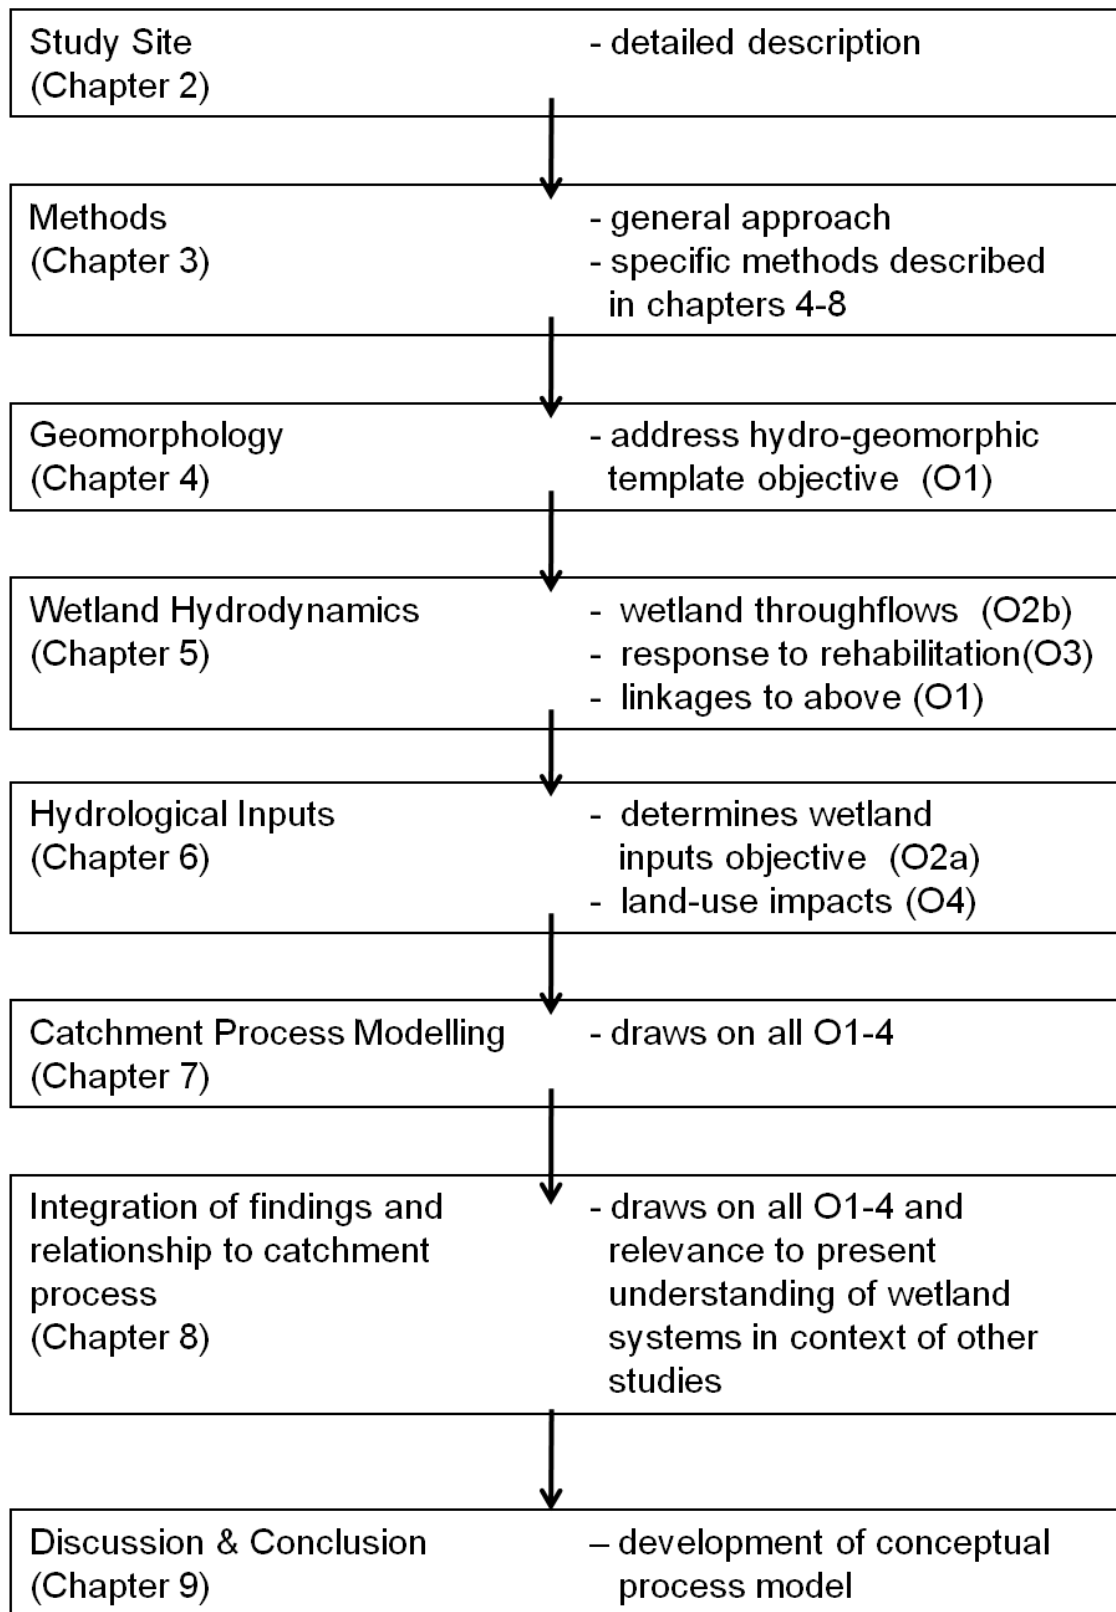 Study Site
(Chapter 2)
- detailed description
Methods
(Chapter 3)
- general approach
- specific methods described
in chapters 4-8
Geomorphology
(Chapter 4)
- address hydro-geomorphic
template objective (O1)
Wetland Hydrodynamics
(Chapter 5)
- wetland throughflows (O2b)
- response to rehabilitation(O3)
- linkages to above (O1)
Hydrological Inputs
(Chapter 6)
- determines wetland
inputs objective (O2a)
- land-use impacts (O4)
Catchment Process Modelling
(Chapter 7)
- draws on all O1-4
Integration of findings and
relationship to catchment
process
(Chapter 8)
- draws on all O1-4 and
relevance to present
understanding of wetland
systems in context of other
studies
Discussion & Conclusion
(Chapter 9)
– development of conceptual
process model